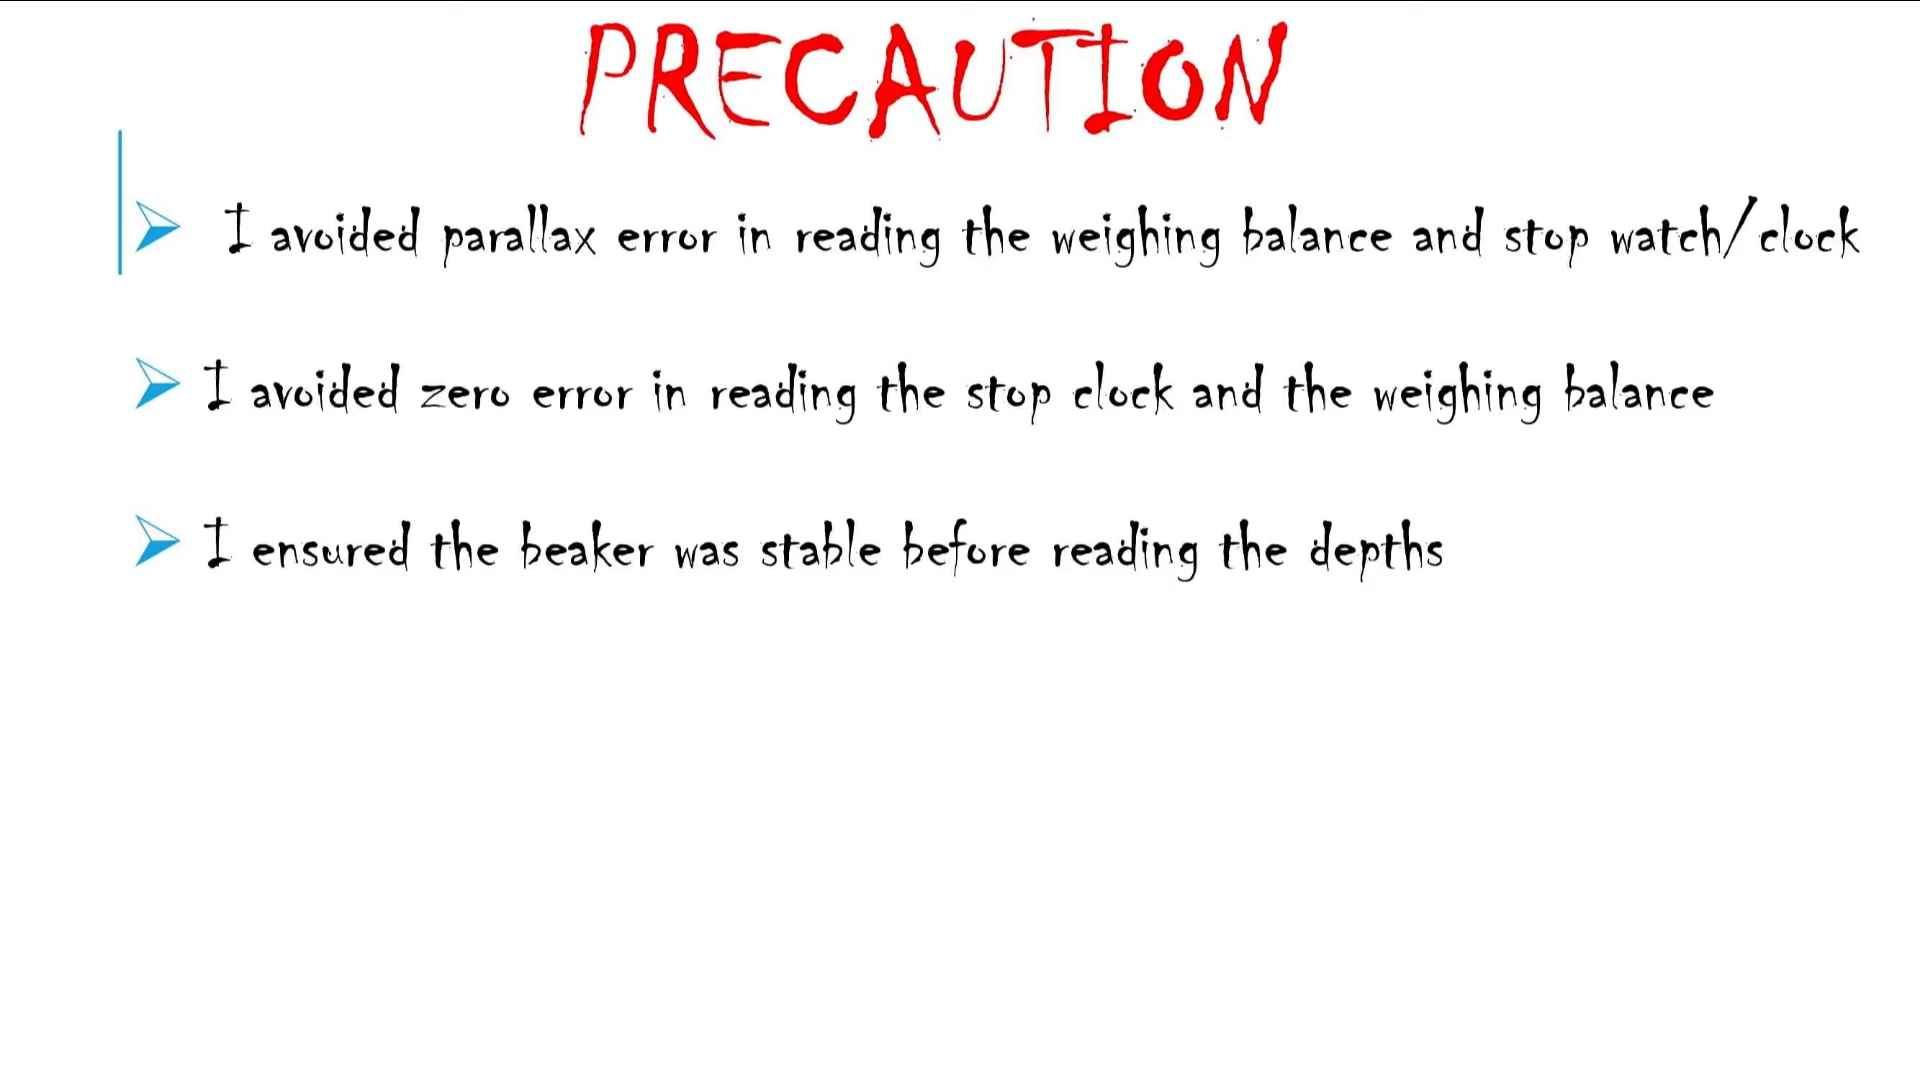 PRECAUTION
I avoided parallax error in reading the weighing balance and stop watch/clock
I avoided zero error in reading the stop clock and the weighing balance
I ensured the beaker was stable before reading the depths